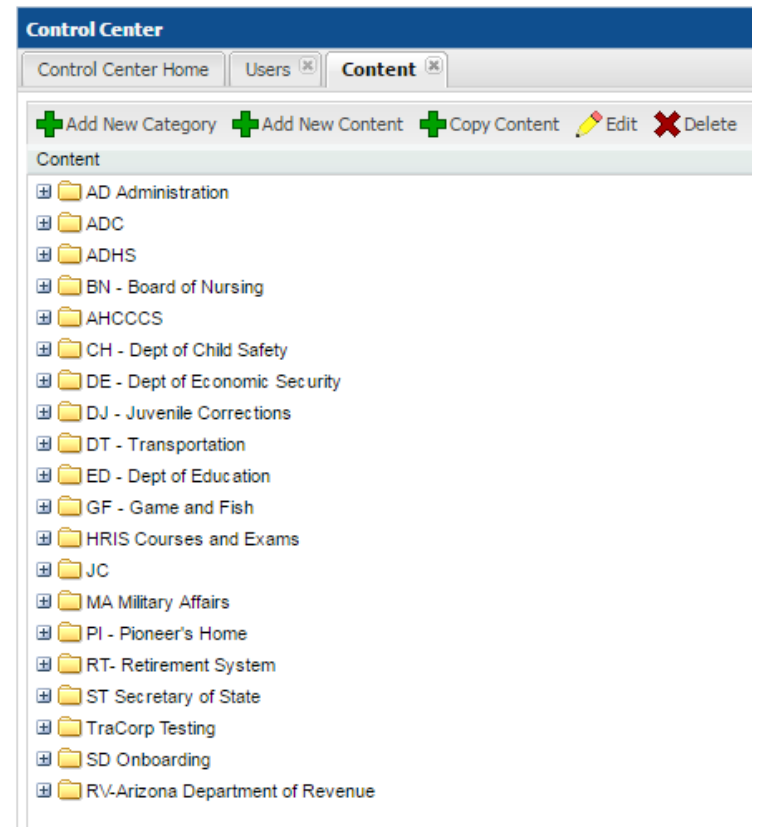 Control Center
Control Center Home Users Content
Add New Category Add New Content Copy Content Edit Delete
Content
AD Administration
ADC
ADHS
BN - Board of Nursing
AHCCCS
CH - Dept of Child Safety
DE - Dept of Economic Security
DJ - Juvenile Corrections
DT - Transportation
ED - Dept of Education
GF - Game and Fish
HRIS Courses and Exams
JC
MA Military Affairs
PI - Pioneer's Home
RT- Retirement System
ST Secretary of State
TraCorp Testing
SD Onboarding
RV-Arizona Department of Revenue